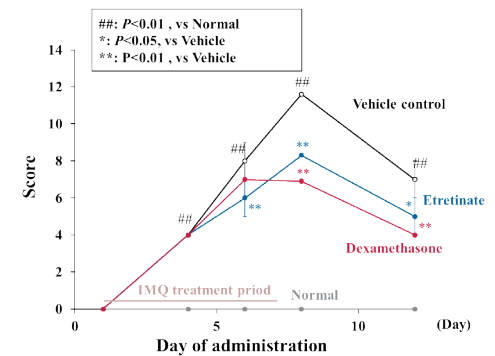 ##: P<0.01 , vs Normal
*: P<0.05, vs Vehicle
**: P<0.01 , vs Vehicle
14
12
10
8
6
4
2
0
Score
##
##
##
##
**
**
**
*
**
Vehicle control
Etretinate
Dexamethasone
IMQ treatment priod
Normal
0
5
10
(Day)
Day of administration